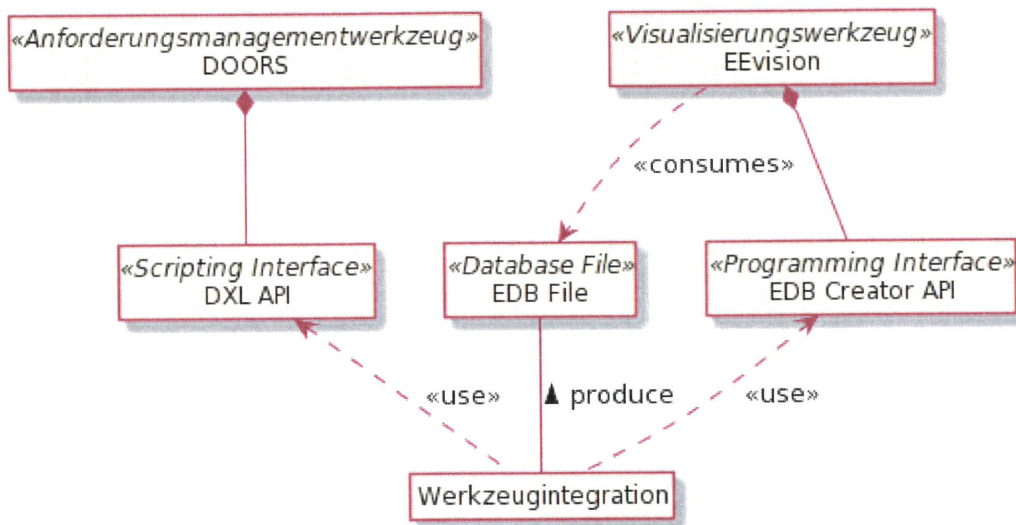 «Anforderungsmanagementwerkzeug»
DOORS
«Visualisierungswerkzeug»
EEvision
«consumes»
«Scripting Interface»
DXL API
«Database File»
EDB File
«Programming Interface»
EDB Creator API
«use»
▲ produce
«use»
Werkzeugintegration